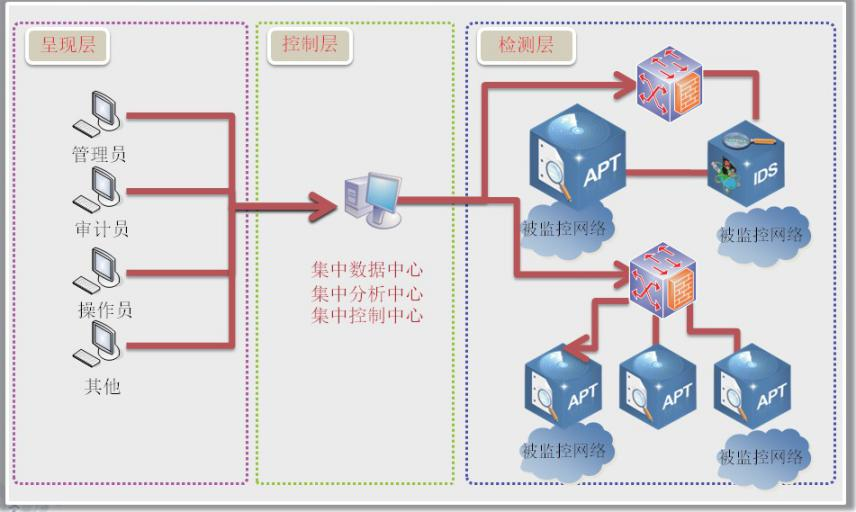 呈现层
控制层
检测层
管理员
审计员
操作员
其他
集中数据中心
集中分析中心
集中控制中心
APT
IDS
被监控网络
被监控网络
APT
APT
APT
被监控网络
被监控网络